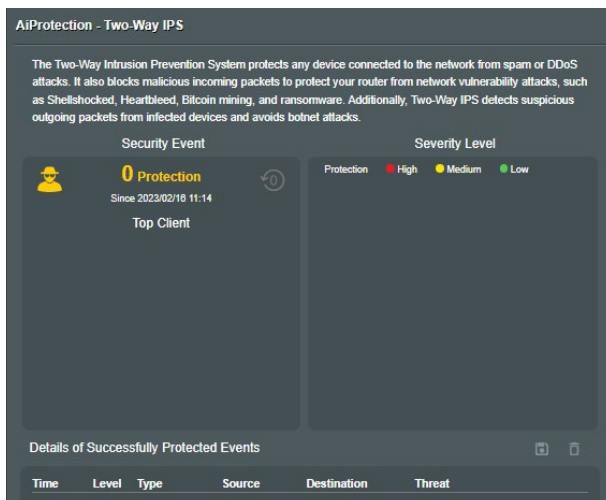 AiProtection - Two-Way IPS
The Two-Way Intrusion Prevention System protects any device connected to the network from spam or DDoS
attacks. It also blocks malicious incoming packets to protect your router from network vulnerability attacks, such
as Shellshocked, Heartbleed, Bitcoin mining, and ransomware. Additionally, Two-Way IPS detects suspicious
outgoing packets from infected devices and avoids botnet attacks.
Security Event
0 Protection
0
Since 2023/02/16 11:14
Top Client
Severity Level
Protection High Medium Low
Details of Successfully Protected Events
Time Level Type Source Destination Threat